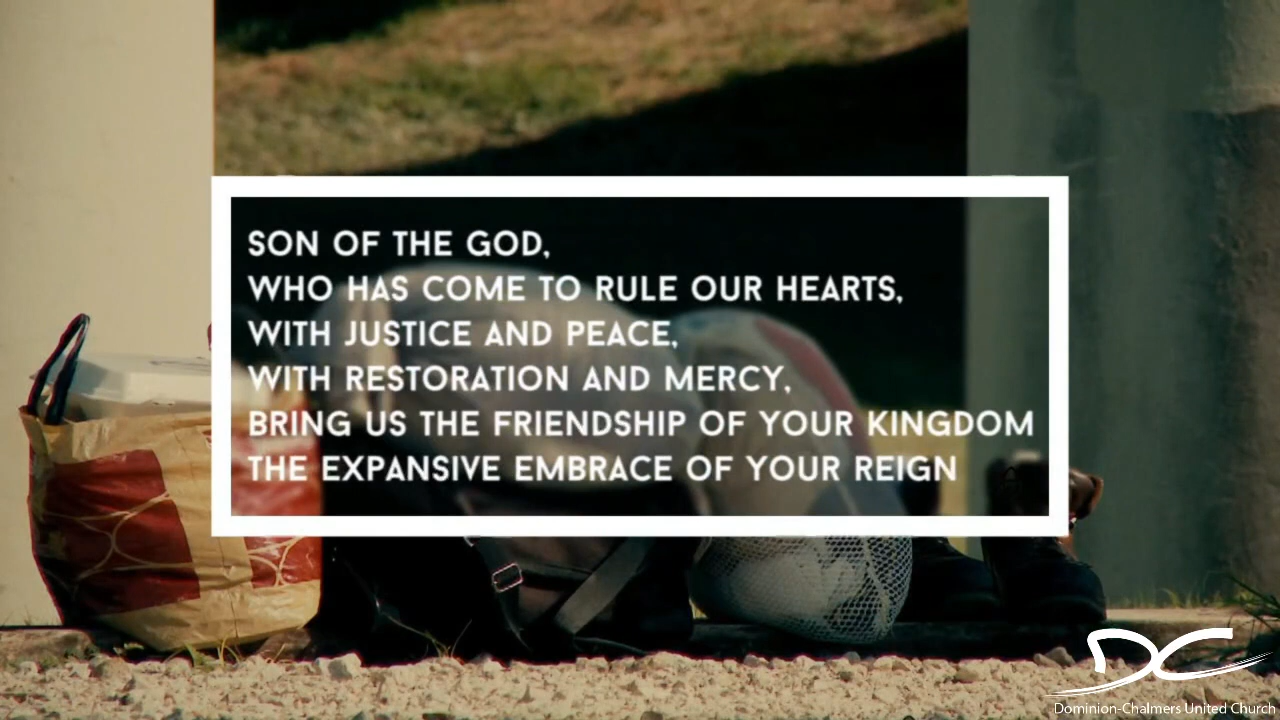 SON OF THE GOD,
WHO HAS COME TO RULE OUR HEARTS,
WITH JUSTICE AND PEACE,
WITH RESTORATION AND MERCY,
BRING US THE FRIENDSHIP OF YOUR KINGDOM
THE EXPANSIVE EMBRACE OF YOUR REIGN
DC
Dominion-Chalmers United Church